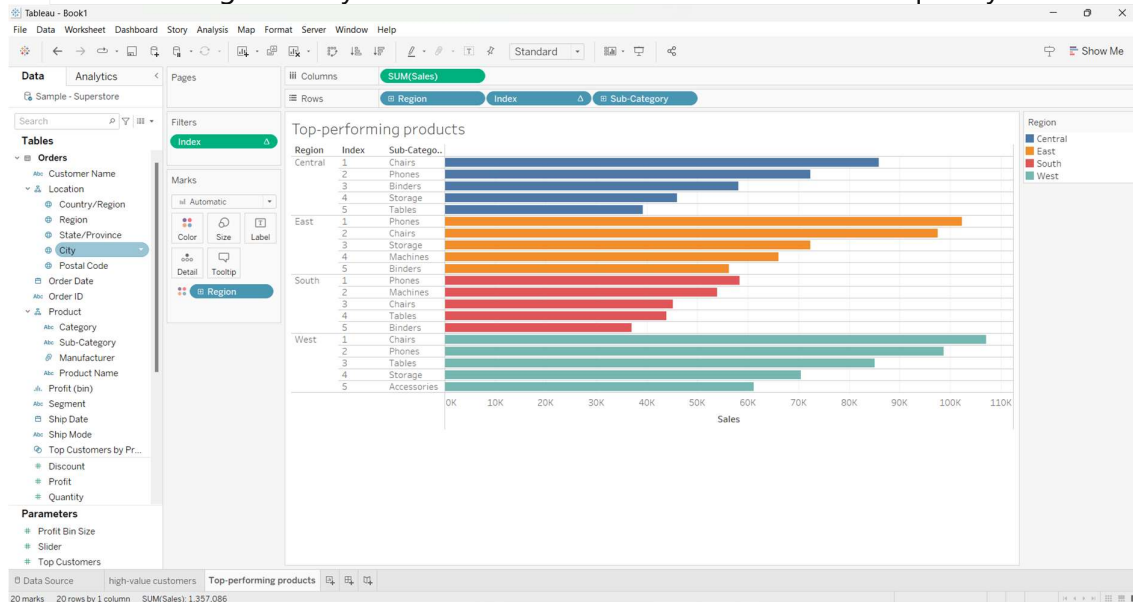 Tableau - Book1
File Data Worksheet Dashboard Story Analysis Map Format Server Window Help
Standard
Show Me
Data Analytics
Sample - Superstore
Search
Tables
Orders
Abc Customer Name
Location
Country/Region
Region
State/Province
City
Postal Code
Order Date
Abc Order ID
Product
Abc Category
Abc Sub-Category
Manufacturer
Abc Product Name
Profit (bin)
Abc Segment
Ship Date
Abc Ship Mode
Top Customers by Pr...
Discount
Profit
Quantity
Parameters
Profit Bin Size
Slider
Top Customers
Pages
Filters
Index
Marks
Automatic
Color Size Label
Detail Tooltip
Region
Columns SUM(Sales)
Rows Region Index Sub-Category
Top-performing products
Region Index Sub-Catego..
Central 1 Chairs
2 Phones
3 Binders
4 Storage
5 Tables
East 1 Phones
2 Chairs
3 Storage
4 Machines
5 Binders
South 1 Phones
2 Machines
3 Chairs
4 Tables
5 Binders
West 1 Chairs
2 Phones
3 Tables
4 Storage
5 Accessories
0K 10K 20K 30K 40K 50K 60K 70K 80K 90K 100K 110K
Sales
Region
Central
East
South
West
Data Source high-value customers Top-performing products
20 marks 20 rows by 1 column SUM(Sales): 1,357,086